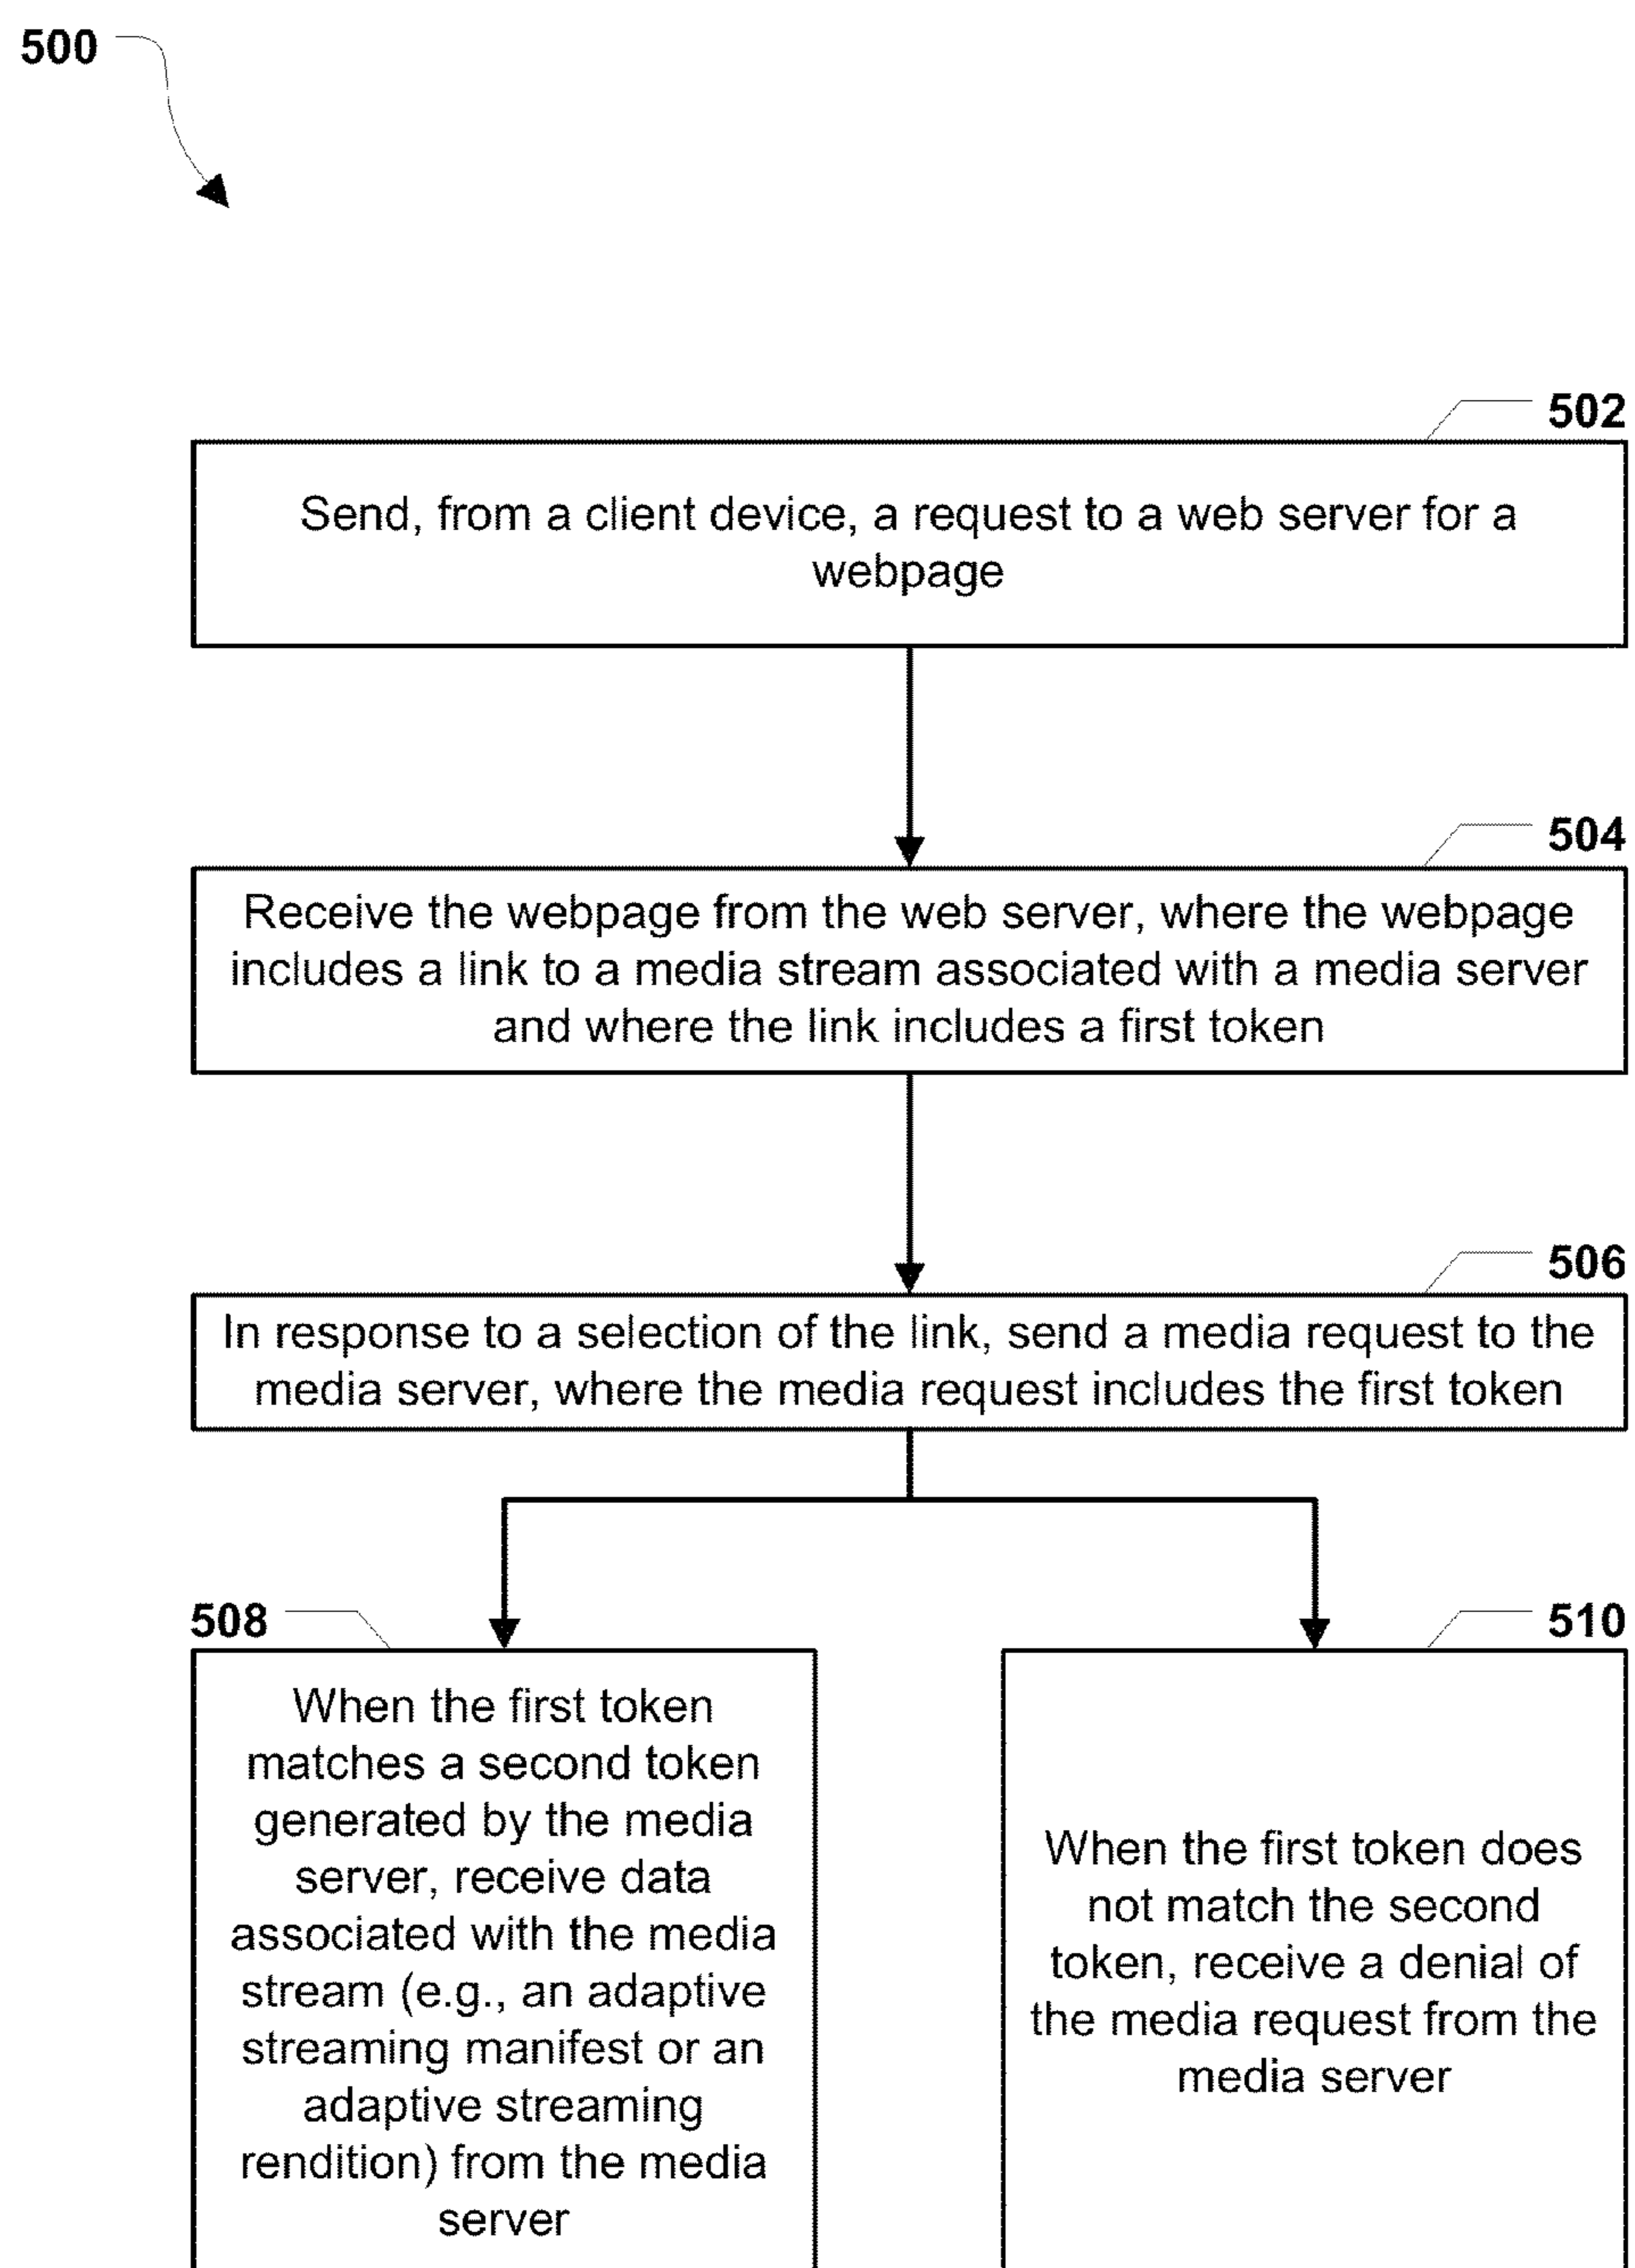 500
502
Send, from a client device, a request to a web server for a
webpage
504
Receive the webpage from the web server, where the webpage
includes a link to a media stream associated with a media server
and where the link includes a first token
506
In response to a selection of the link, send a media request to the
media server, where the media request includes the first token
508
When the first token
matches a second token
generated by the media
server, receive data
associated with the media
stream (e.g., an adaptive
streaming manifest or an
adaptive streaming
rendition) from the media
server
510
When the first token does
not match the second
token, receive a denial of
the media request from the
media server